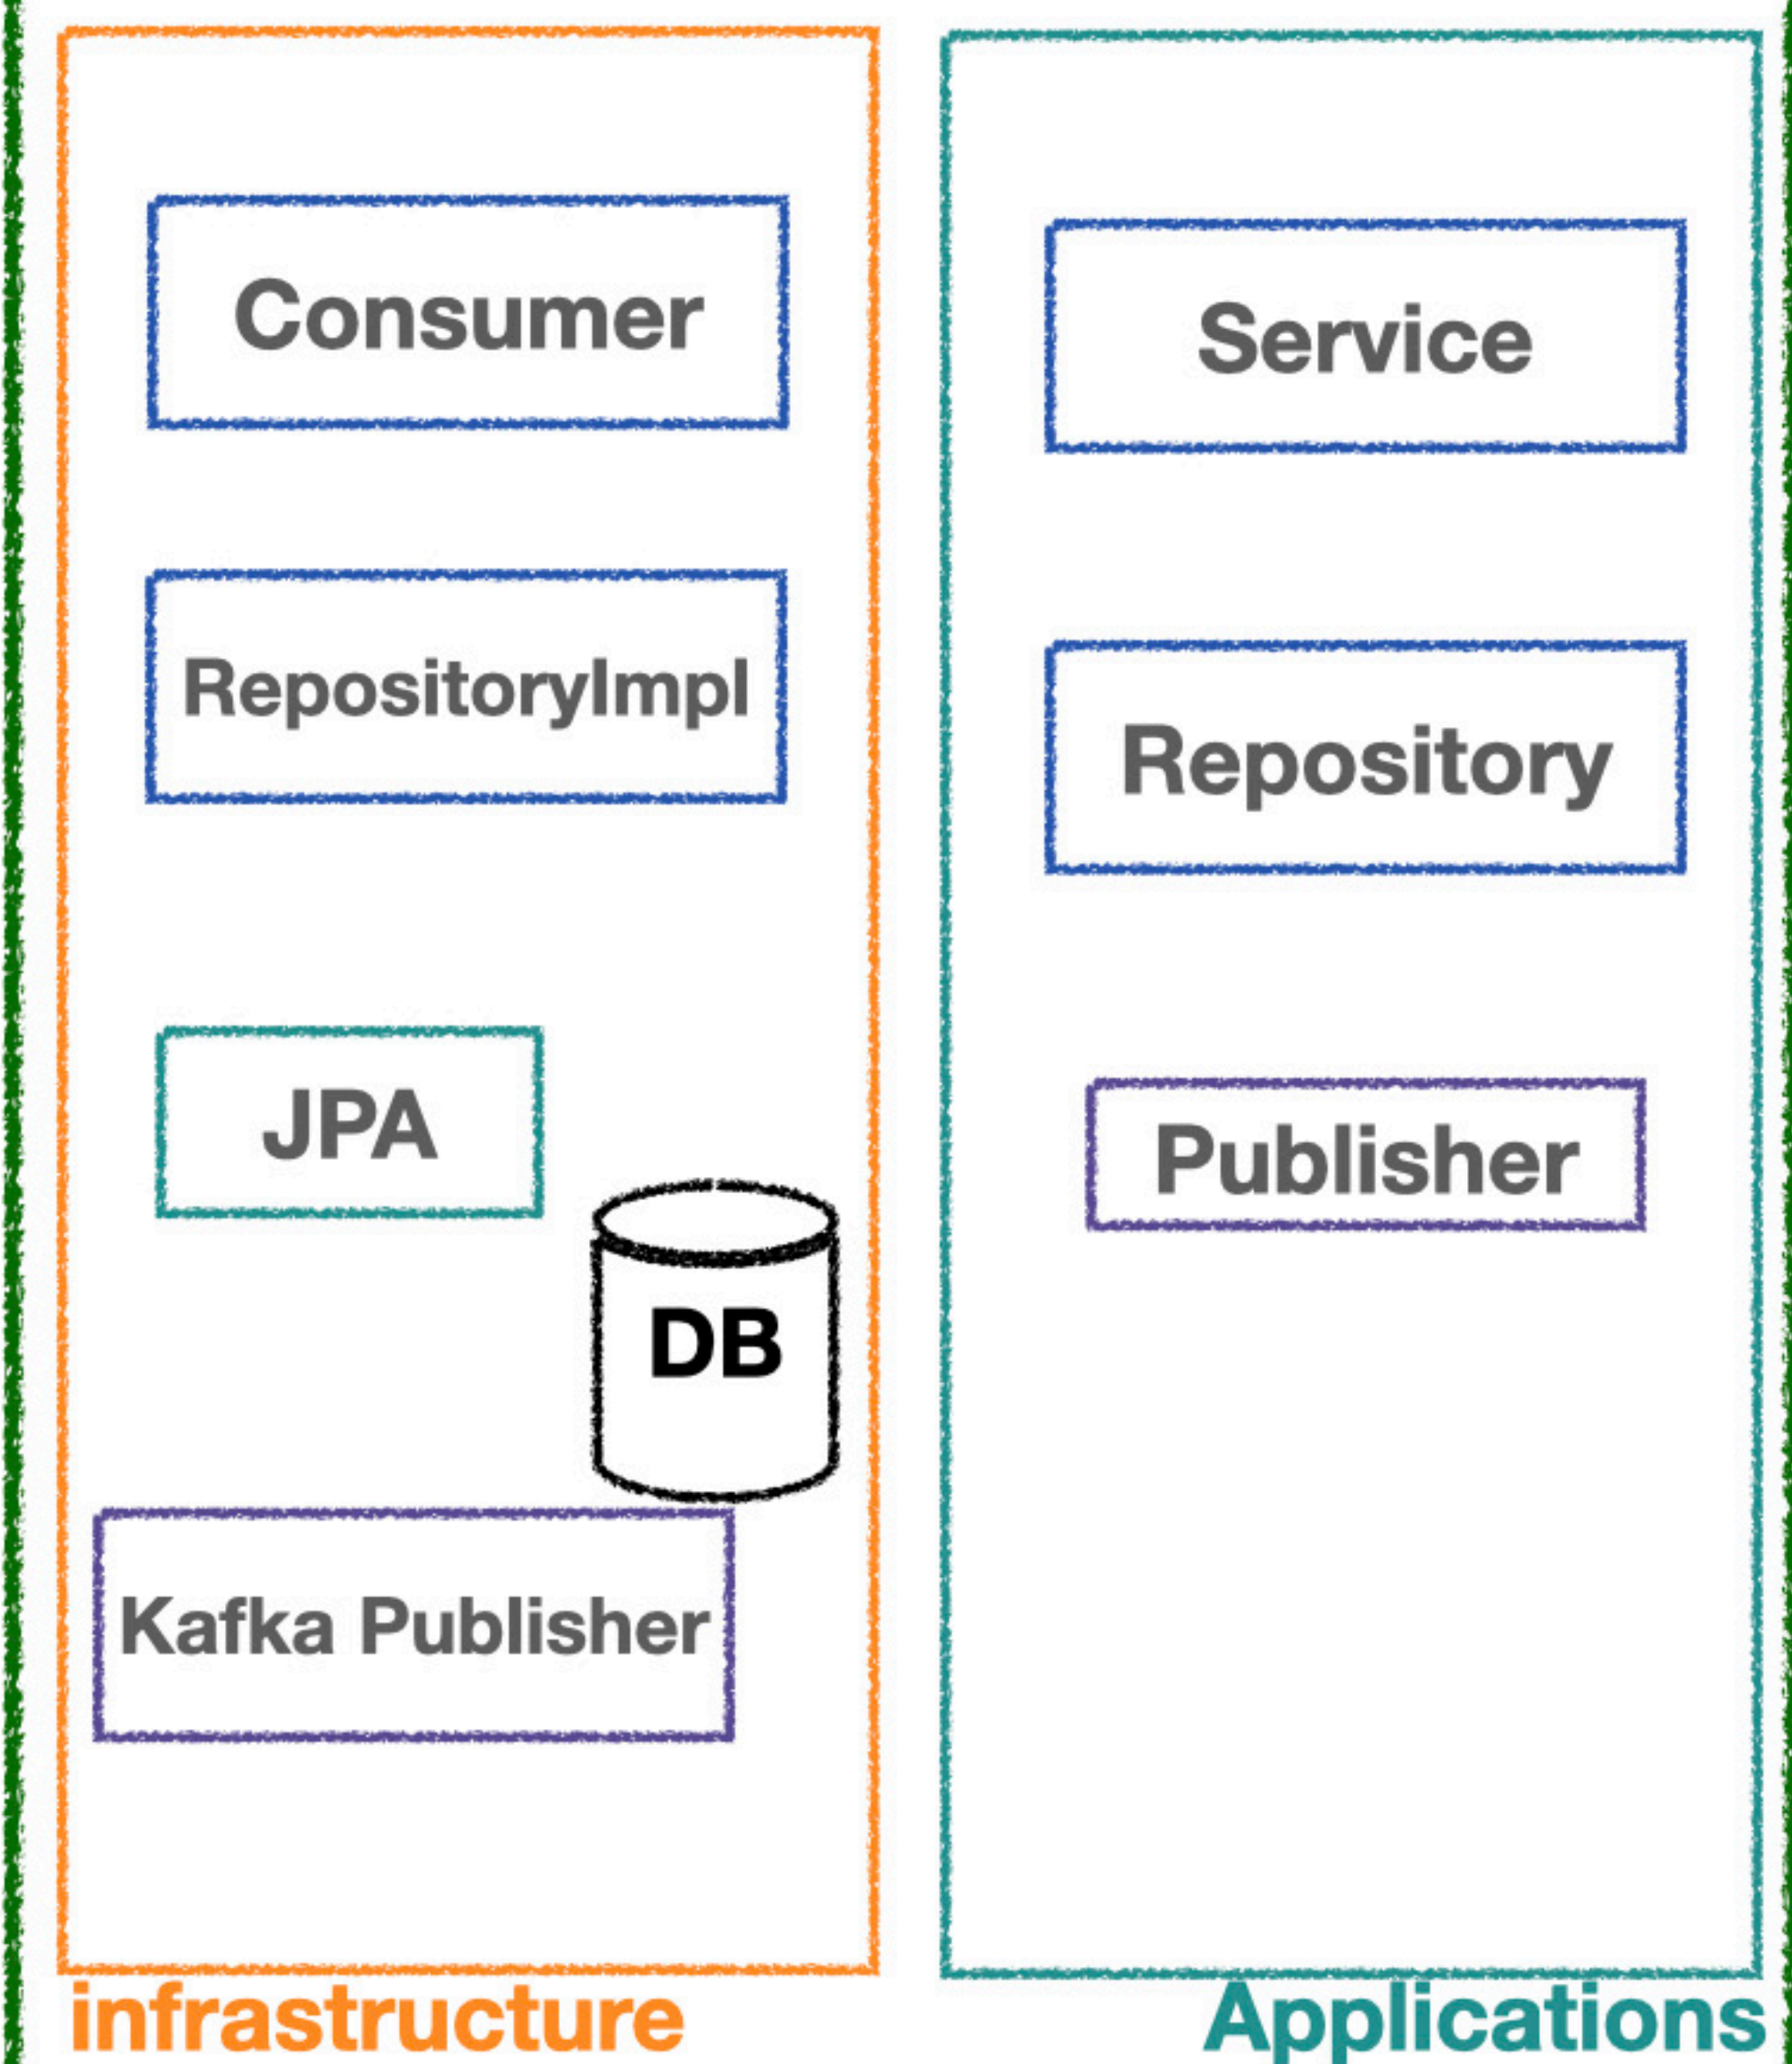 Consumer
RepositoryImpl
JPA
DB
Kafka Publisher
infrastructure
Service
Repository
Publisher
Applications